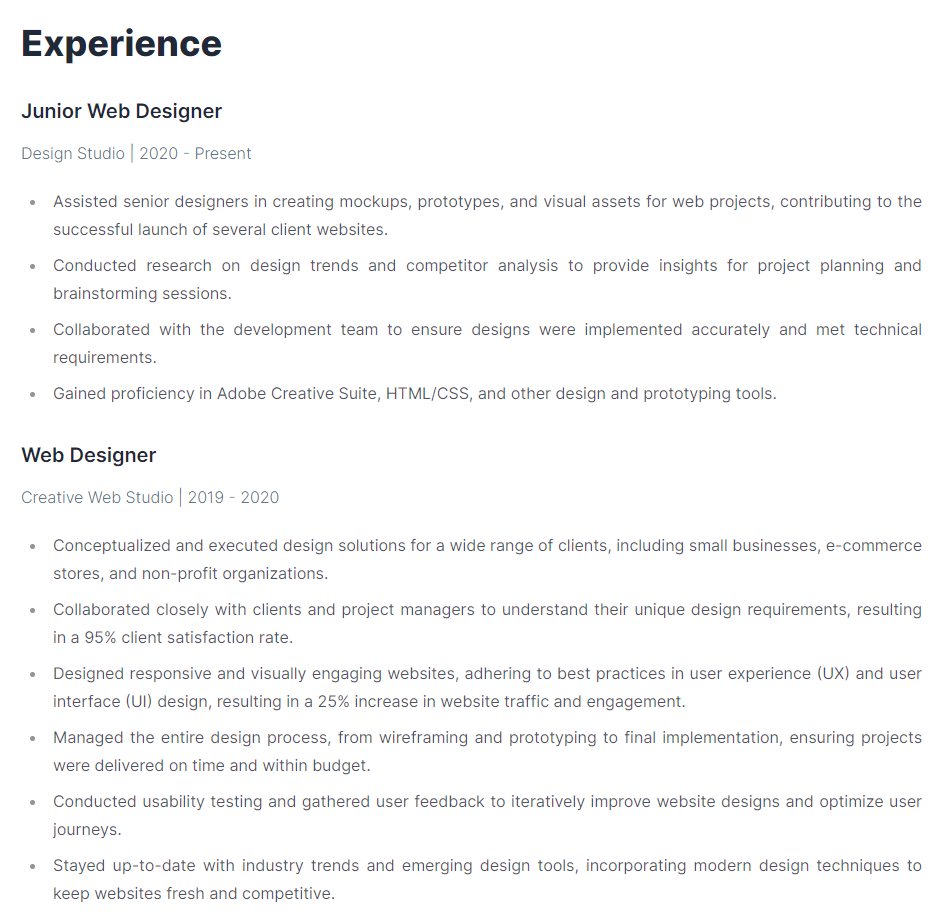 Experience
Junior Web Designer
Design Studio | 2020 - Present
• Assisted senior designers in creating mockups, prototypes, and visual assets for web projects, contributing to the
successful launch of several client websites.
• Conducted research on design trends and competitor analysis to provide insights for project planning and
brainstorming sessions.
• Collaborated with the development team to ensure designs were implemented accurately and met technical
requirements.
• Gained proficiency in Adobe Creative Suite, HTML/CSS, and other design and prototyping tools.
Web Designer
Creative Web Studio | 2019 - 2020
• Conceptualized and executed design solutions for a wide range of clients, including small businesses, e-commerce
stores, and non-profit organizations.
• Collaborated closely with clients and project managers to understand their unique design requirements, resulting
in a 95% client satisfaction rate.
• Designed responsive and visually engaging websites, adhering to best practices in user experience (UX) and user
interface (UI) design, resulting in a 25% increase in website traffic and engagement.
• Managed the entire design process, from wireframing and prototyping to final implementation, ensuring projects
were delivered on time and within budget.
• Conducted usability testing and gathered user feedback to iteratively improve website designs and optimize user
journeys.
• Stayed up-to-date with industry trends and emerging design tools, incorporating modern design techniques to
keep websites fresh and competitive.